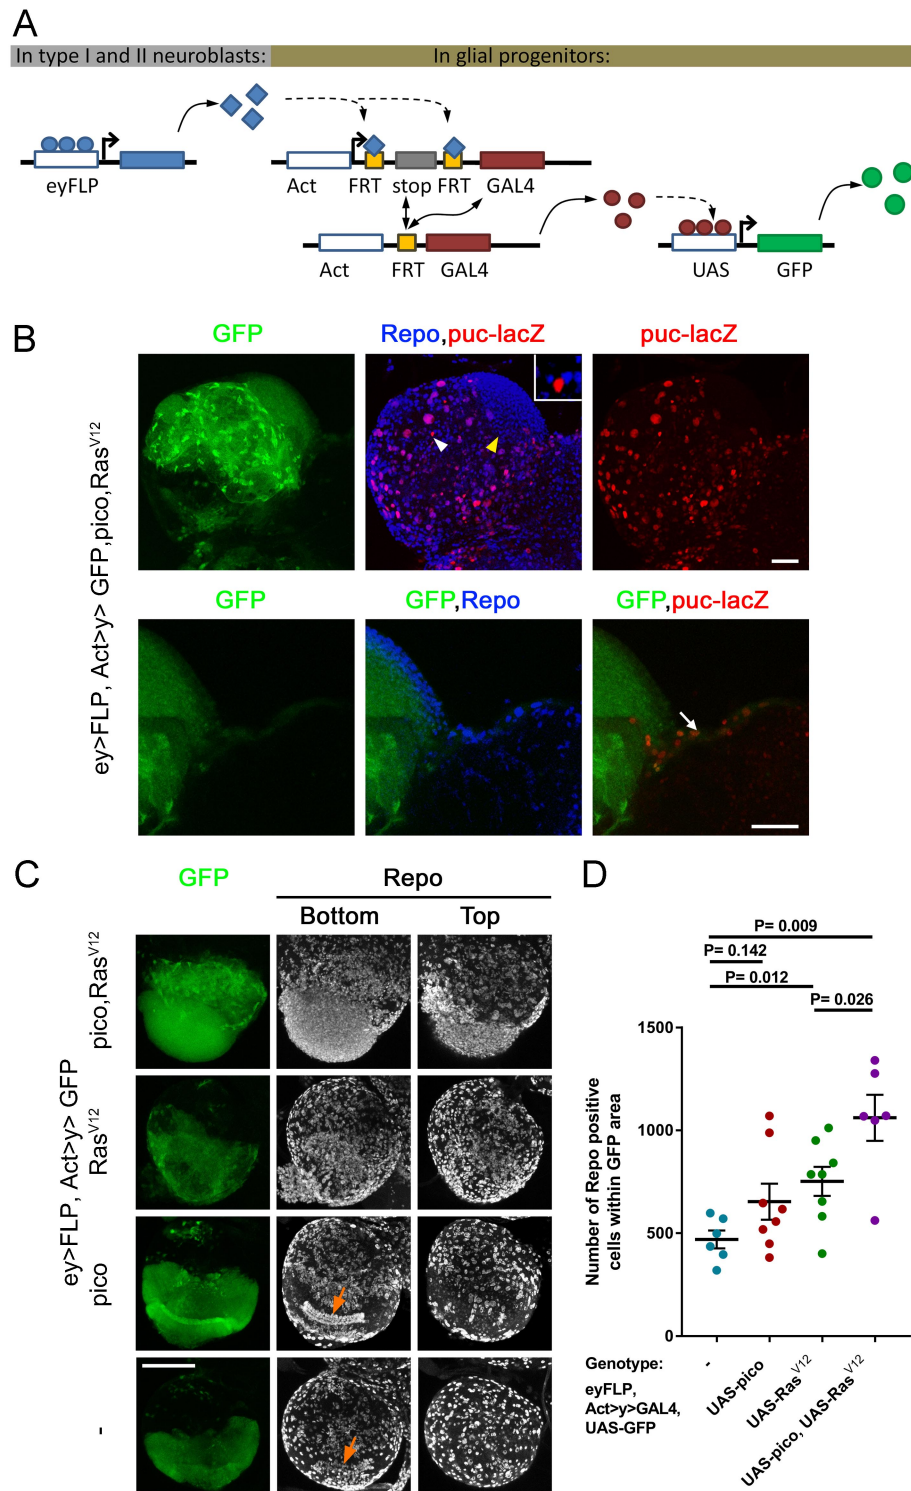 A
In type I and II neuroblasts: In glial progenitors:
eyFLP Act FRT stop FRT GAL4
Act FRT GAL4 UAS GFP
B
GFP Repo,puc-lacZ puc-lacZ
ey>FLP, Act>y> GFP,pico,RasV12
GFP GFP,Repo GFP,puc-lacZ
C
GFP Repo
Bottom Top
ey>FLP, Act>y> GFP
pico,RasV12
RasV12
pico
-
D
P= 0.009
P= 0.142
P= 0.012
P= 0.026
Number of Repo positive
cells within GFP area
1500
1000
500
0
Genotype:
eyFLP,
Act>y>GAL4,
UAS-GFP
-
UAS-pico
UAS-RasV12
UAS-pico, UAS-RasV12